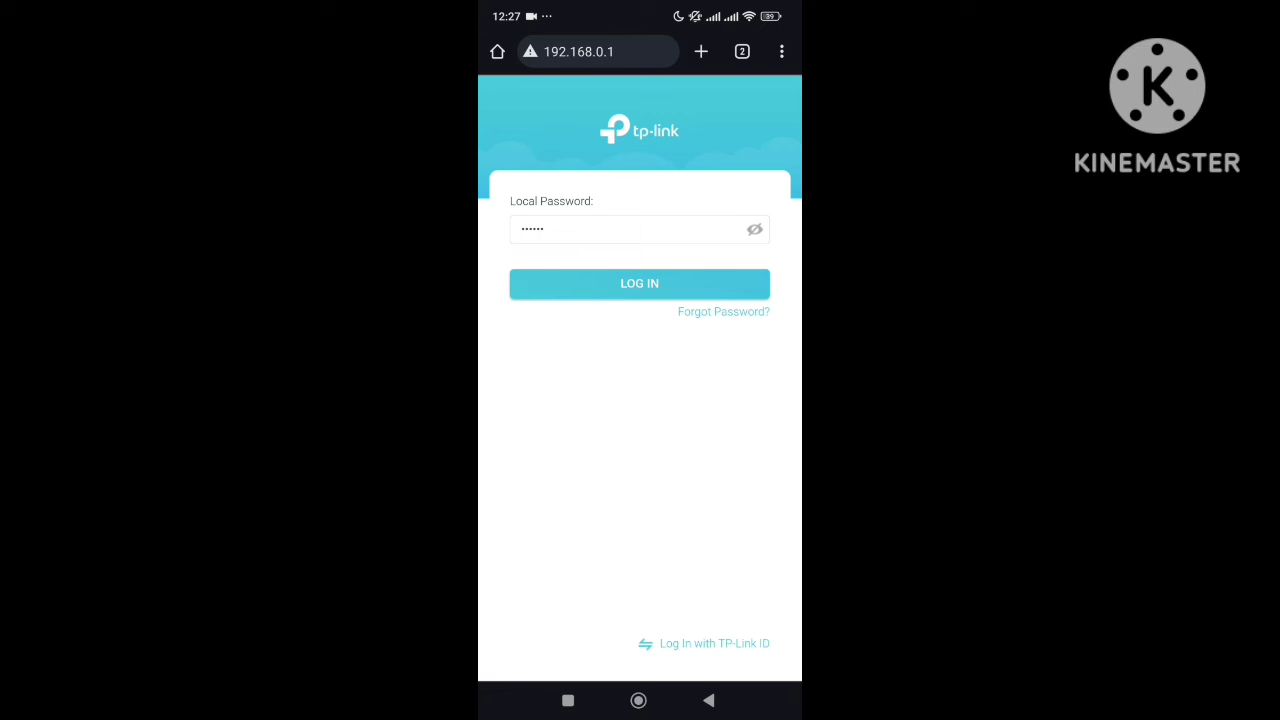 12:27
39
192.168.0.1
2
tp-link
Local Password:
••••••
LOG IN
Forgot Password?
Log In with TP-Link ID
K
KINEMASTER